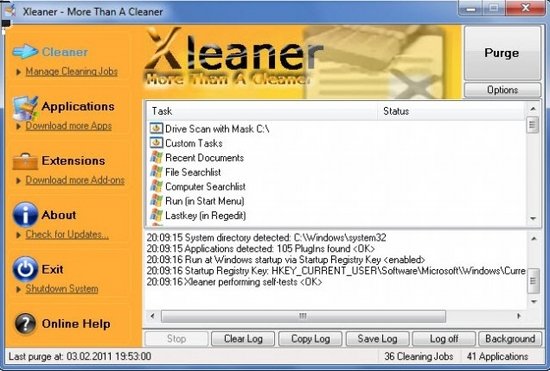 Xleaner - More Than A Cleaner
Cleaner
Manage Cleaning Jobs
Applications
Download more Apps
Extensions
Download more Add-ons
About
Check for Updates...
Exit
Shutdown System
Online Help
Xleaner
More Than A Cleaner
Purge
Options
Task Status
Drive Scan with Mask C:\
Custom Tasks
Recent Documents
File Searchlist
Computer Searchlist
Run (in Start Menu)
Lastkey (in Regedit)
20:09:15 System directory detected: C:\Windows\system32
20:09:15 Applications detected: 105 PlugIns found <OK>
20:09:16 Run at Windows startup via Startup Registry Key <enabled>
20:09:16 Startup Registry Key: HKEY_CURRENT_USER\Software\Microsoft\Windows\Curre
20:09:16 Xleaner performing self-tests <OK>
Stop Clear Log Copy Log Save Log Log off Background
Last purge at: 03.02.2011 19:53:00 36 Cleaning Jobs 41 Applications